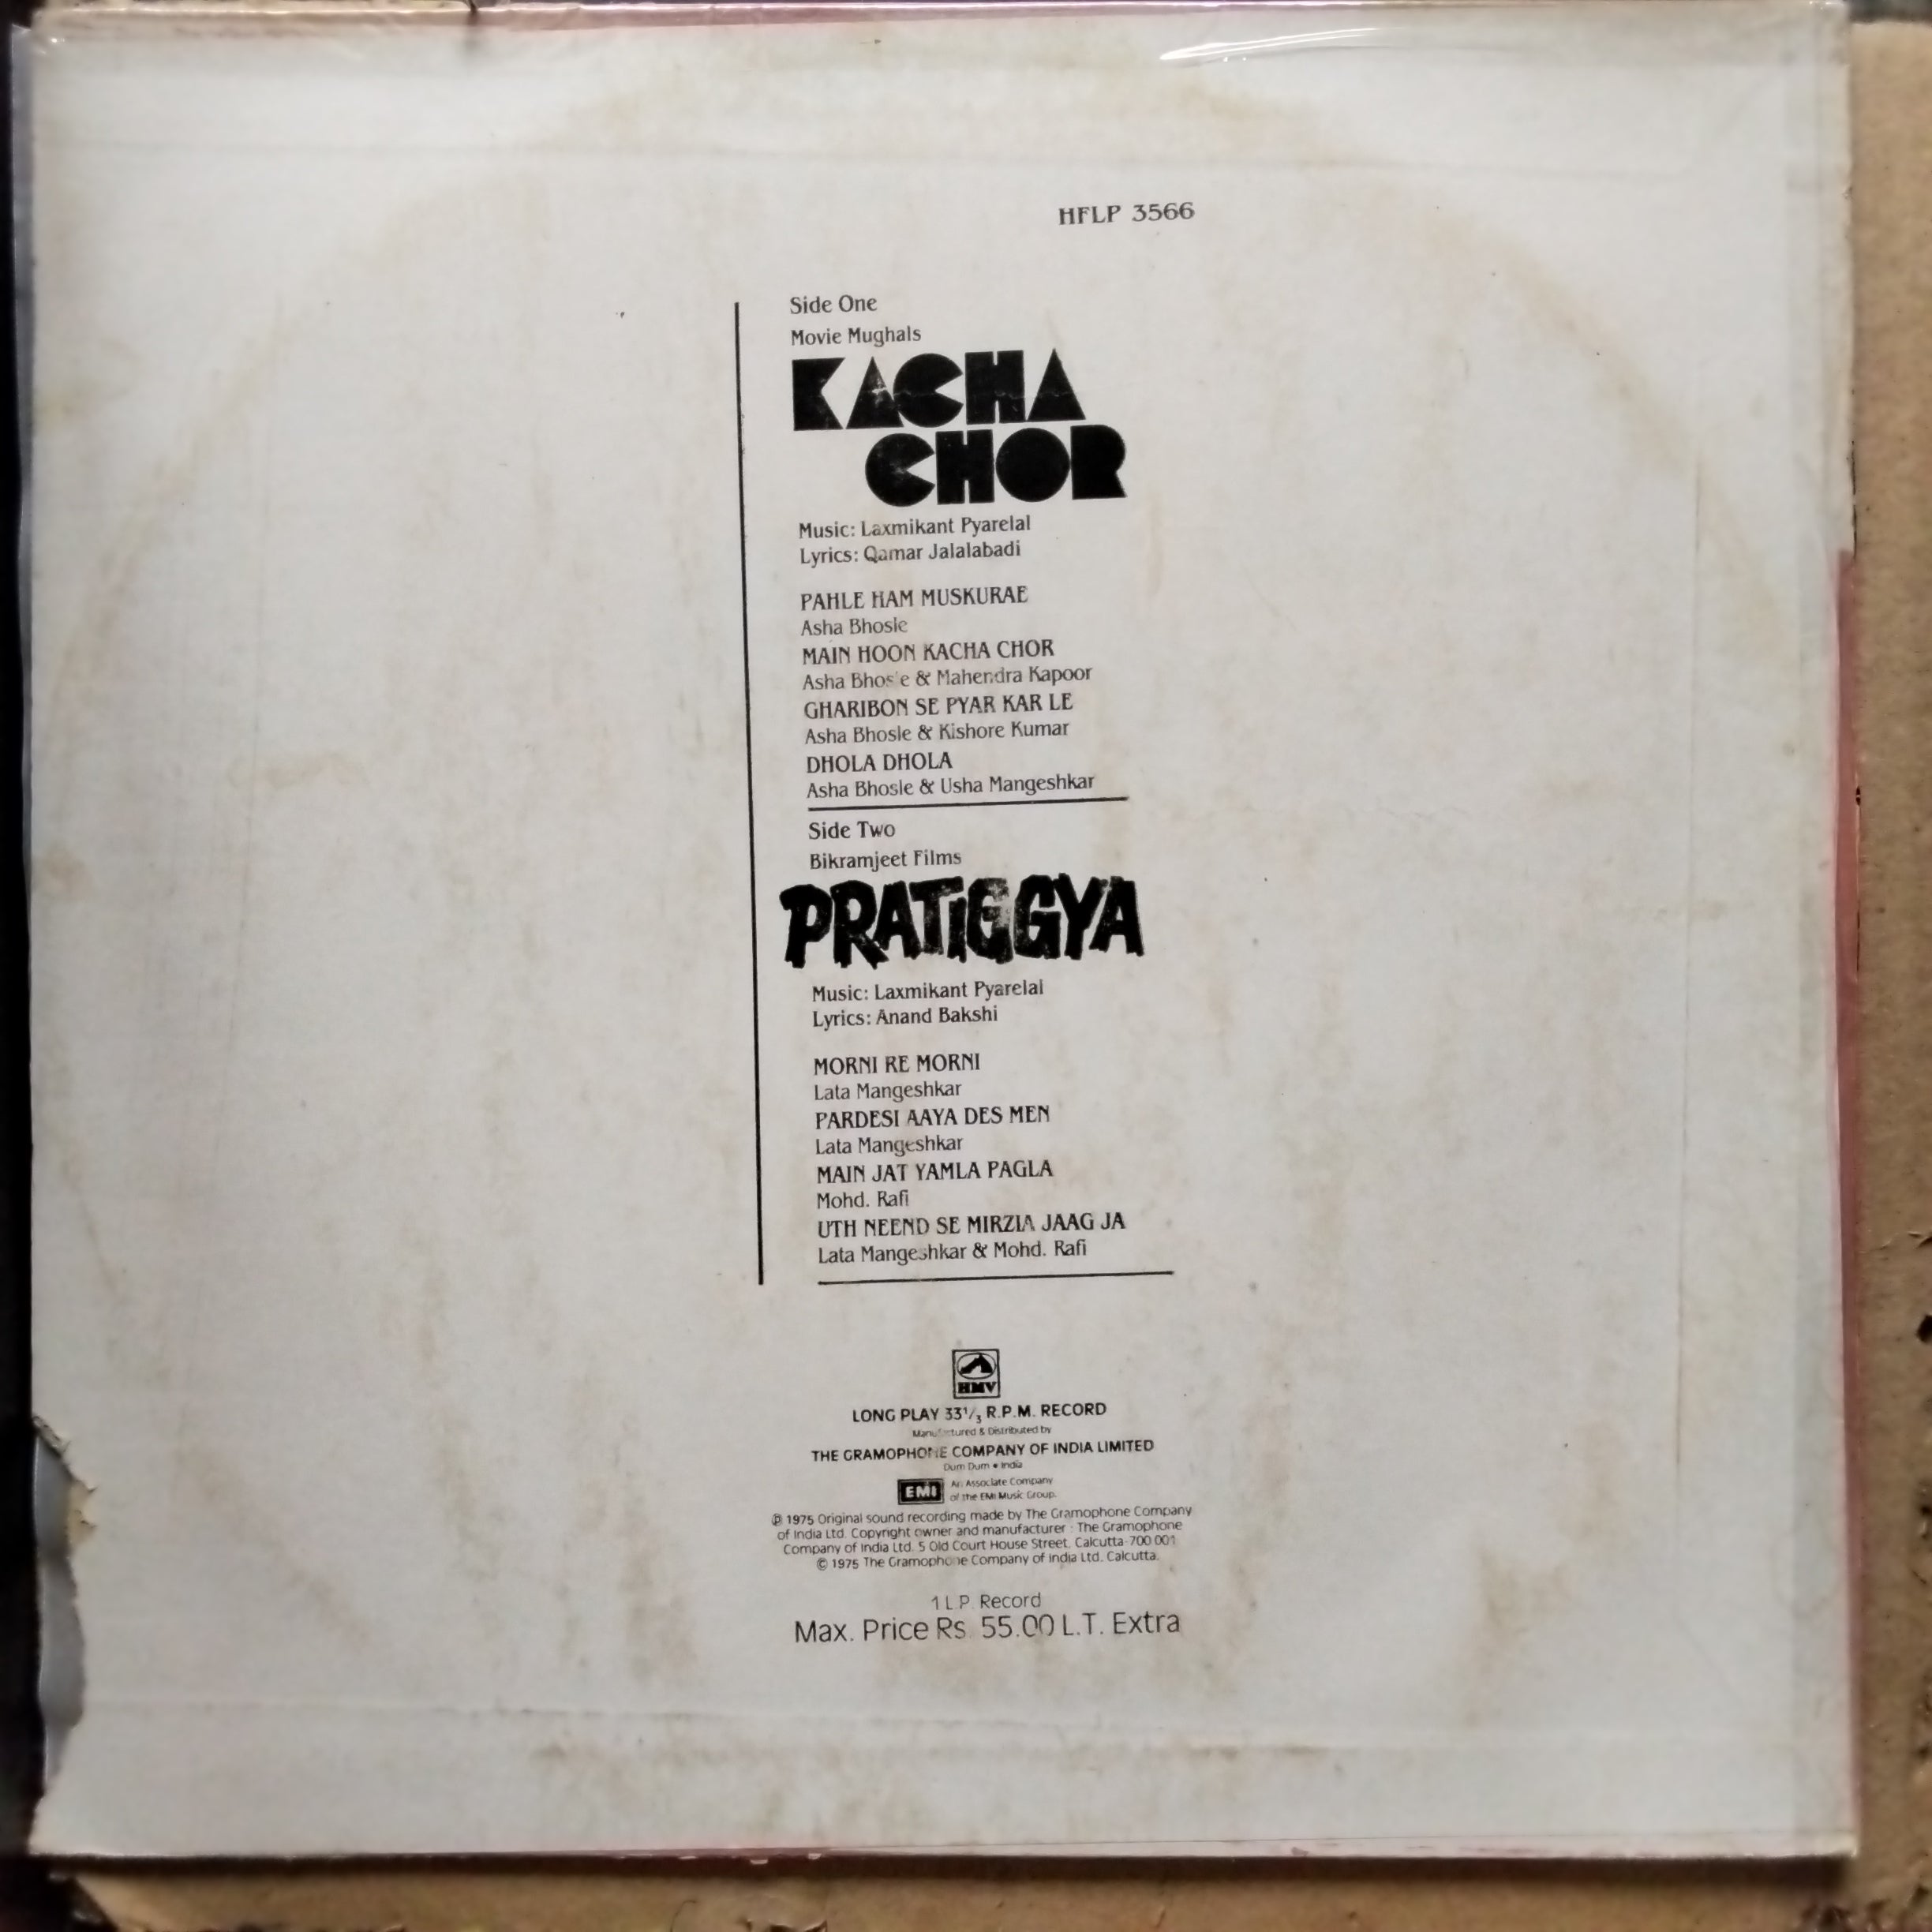 HFLP 3566
Side One
Movie Mughals
KACHA
CHOR
Music: Laxmikant Pyarelal
Lyrics: Qamar Jalalabadi
PAHLE HAM MUSKURAE
Asha Bhosle
MAIN HOON KACHA CHOR
Asha Bhosle & Mahendra Kapoor
GHARIBON SE PYAR KAR LE
Asha Bhosle & Kishore Kumar
DHOLA DHOLA
Asha Bhosle & Usha Mangeshkar
Side Two
Bikramjeet Films
PRATIGGYA
Music: Laxmikant Pyarelal
Lyrics: Anand Bakshi
MORNI RE MORNI
Lata Mangeshkar
PARDESI AAYA DES MEN
Lata Mangeshkar
MAIN JAT YAMLA PAGLA
Mohd. Rafi
UTH NEEND SE MIRZIA JAAG JA
Lata Mangeshkar & Mohd. Rafi
HMV
LONG PLAY 33⅓ R.P.M. RECORD
Manufactured & Distributed by
THE GRAMOPHONE COMPANY OF INDIA LIMITED
Dum Dum • India
EMI An Associate Company
of the EMI Music Group.
℗ 1975 Original sound recording made by The Gramophone Company
of India Ltd. Copyright owner and manufacturer : The Gramophone
Company of India Ltd. 5 Old Court House Street, Calcutta-700 001
© 1975 The Gramophone Company of India Ltd. Calcutta.
1 L.P. Record
Max. Price Rs. 55.00 L.T. Extra